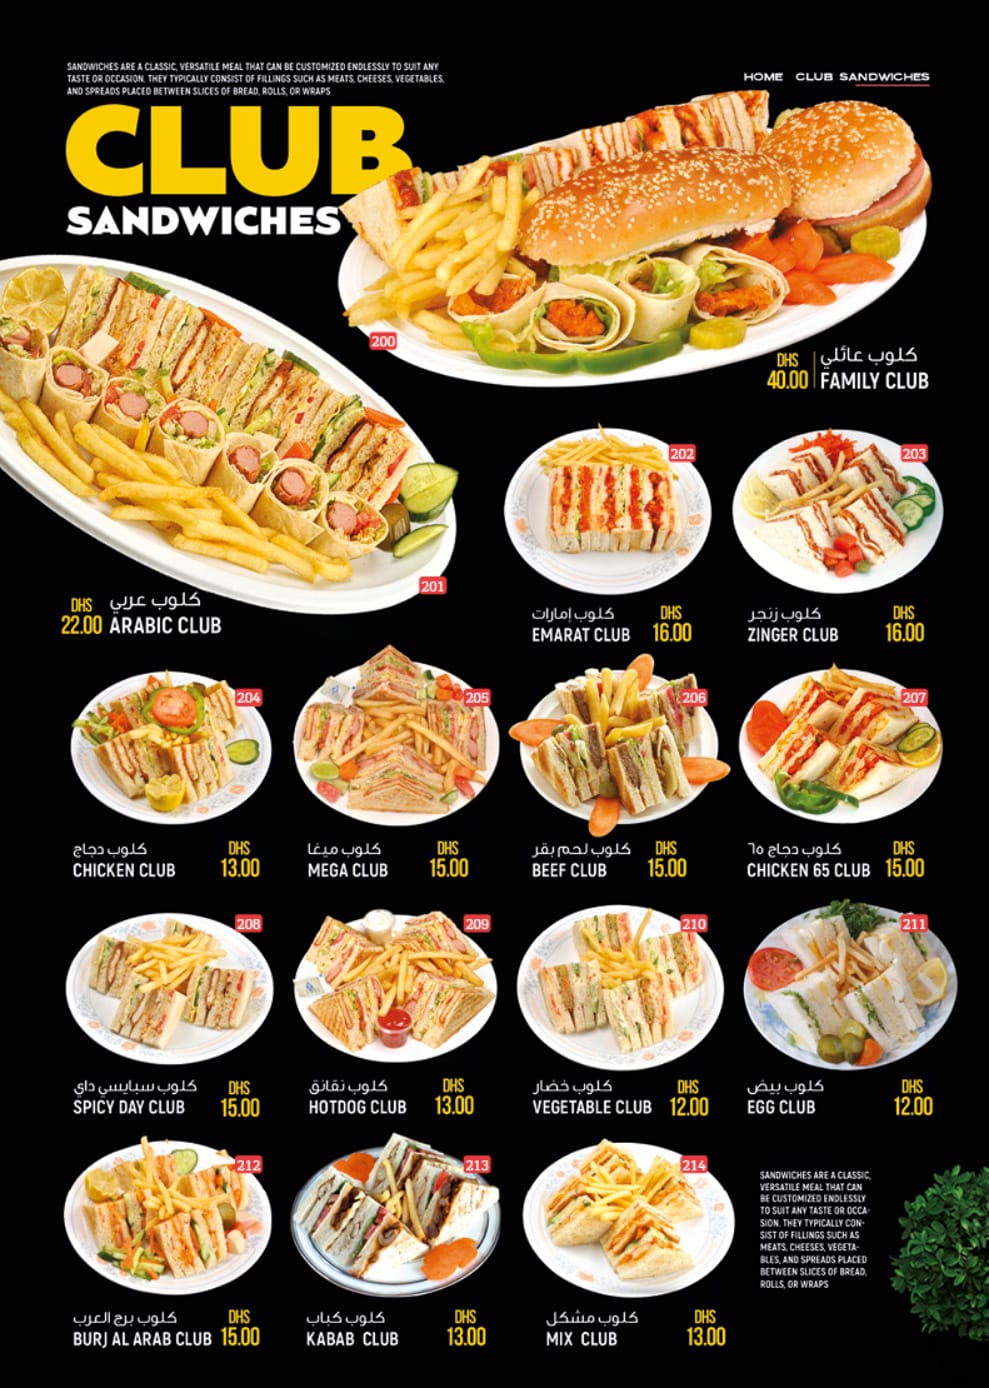 SANDWICHES ARE A CLASSIC, VERSATILE MEAL THAT CAN BE CUSTOMIZED ENDLESSLY TO SUIT ANY
TASTE OR OCCASION. THEY TYPICALLY CONSIST OF FILLINGS SUCH AS MEATS, CHEESES, VEGETABLES,
AND SPREADS PLACED BETWEEN SLICES OF BREAD, ROLLS, OR WRAPS
HOME CLUB SANDWICHES
CLUB
SANDWICHES
200
كلوب عائلي
DHS
40.00
FAMILY CLUB
201
كلوب عربي
DHS
22.00
ARABIC CLUB
202
كلوب إمارات
DHS
EMARAT CLUB
16.00
203
كلوب زنجر
DHS
ZINGER CLUB
16.00
204
كلوب دجاج
DHS
CHICKEN CLUB
13.00
205
كلوب ميغا
DHS
MEGA CLUB
15.00
206
كلوب لحم بقر
DHS
BEEF CLUB
15.00
207
كلوب دجاج ٦٥
DHS
CHICKEN 65 CLUB
15.00
208
كلوب سبايسي داي
DHS
SPICY DAY CLUB
15.00
209
كلوب نقانق
DHS
HOTDOG CLUB
13.00
210
كلوب خضار
DHS
VEGETABLE CLUB
12.00
211
كلوب بيض
DHS
EGG CLUB
12.00
212
كلوب برج العرب
DHS
BURJ AL ARAB CLUB
15.00
213
كلوب كباب
DHS
KABAB CLUB
13.00
214
كلوب مشكل
DHS
MIX CLUB
13.00
SANDWICHES ARE A CLASSIC,
VERSATILE MEAL THAT CAN
BE CUSTOMIZED ENDLESSLY
TO SUIT ANY TASTE OR OCCA-
SION. THEY TYPICALLY CON-
SIST OF FILLINGS SUCH AS
MEATS, CHEESES, VEGETA-
BLES, AND SPREADS PLACED
BETWEEN SLICES OF BREAD,
ROLLS, OR WRAPS